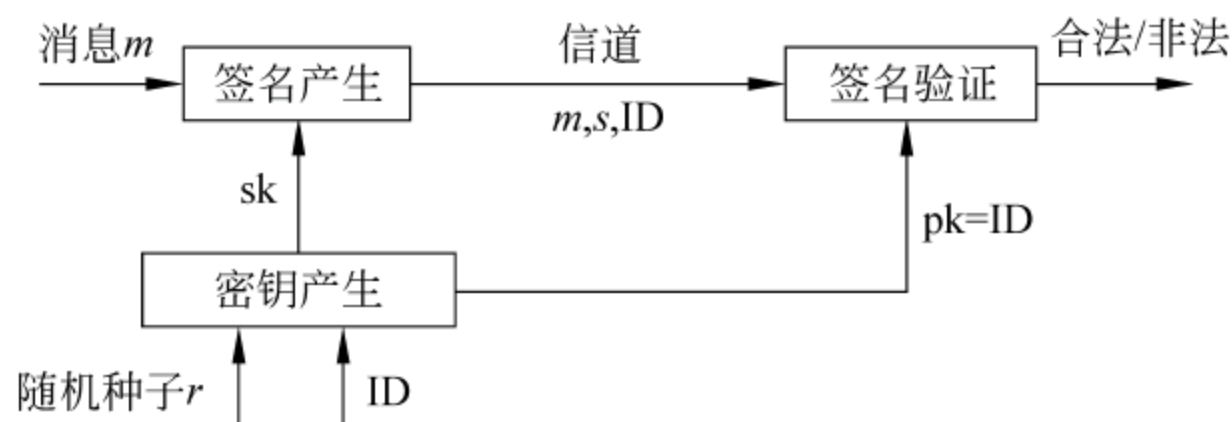 消息m
签名产生
信道
m,s,ID
签名验证
合法/非法
sk
pk=ID
密钥产生
随机种子r
ID